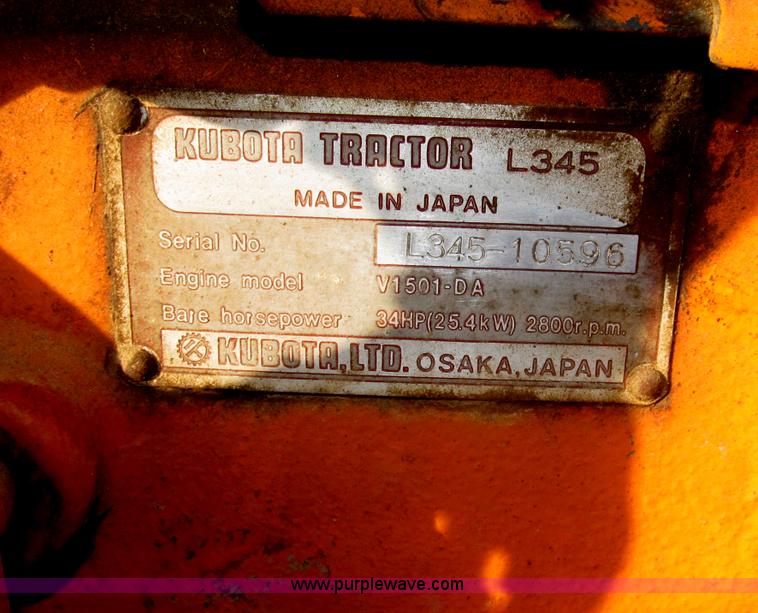 KUBOTA TRACTOR L345
MADE IN JAPAN
Serial No. L345-10596
Engine model V1501-DA
Bare horsepower 34HP(25.4kW) 2800r.p.m.
KUBOTA,LTD. OSAKA,JAPAN
www.purplewave.com